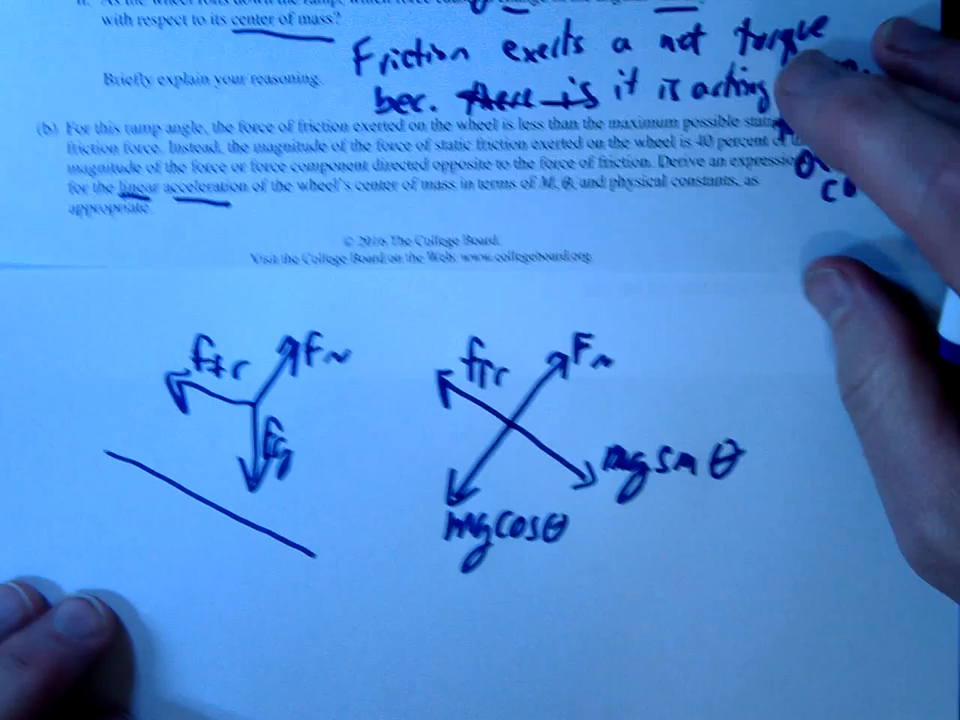 with respect to its center of mass?
Friction exerts a net torque
Briefly explain your reasoning.
bec. there is it is acting
(b) For this ramp angle, the force of friction exerted on the wheel is less than the maximum possible
friction force. Instead, the magnitude of the force of static friction exerted on the wheel is 40 percent of
magnitude of the force or force component directed opposite to the force of friction. Derive an
for the linear acceleration of the wheel's center of mass in terms of M, θ, and physical constants, as
appropriate.
© 2016 The College Board.
Visit the College Board on the Web: www.collegeboard.org.
Ffr FN
Ffr FN
Fg
mg sin θ
mg cos θ